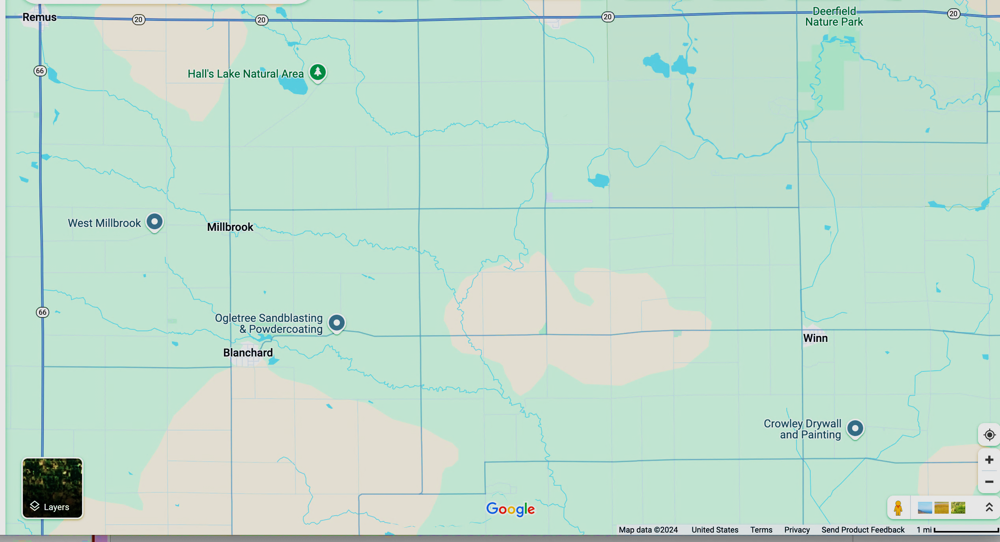 Remus
20
20
20
20
Deerfield
Nature Park
66
Hall's Lake Natural Area
West Millbrook
Millbrook
66
Ogletree Sandblasting
& Powdercoating
Blanchard
Winn
Crowley Drywall
and Painting
Layers
Google
Map data ©2024 United States Terms Privacy Send Product Feedback 1 mi